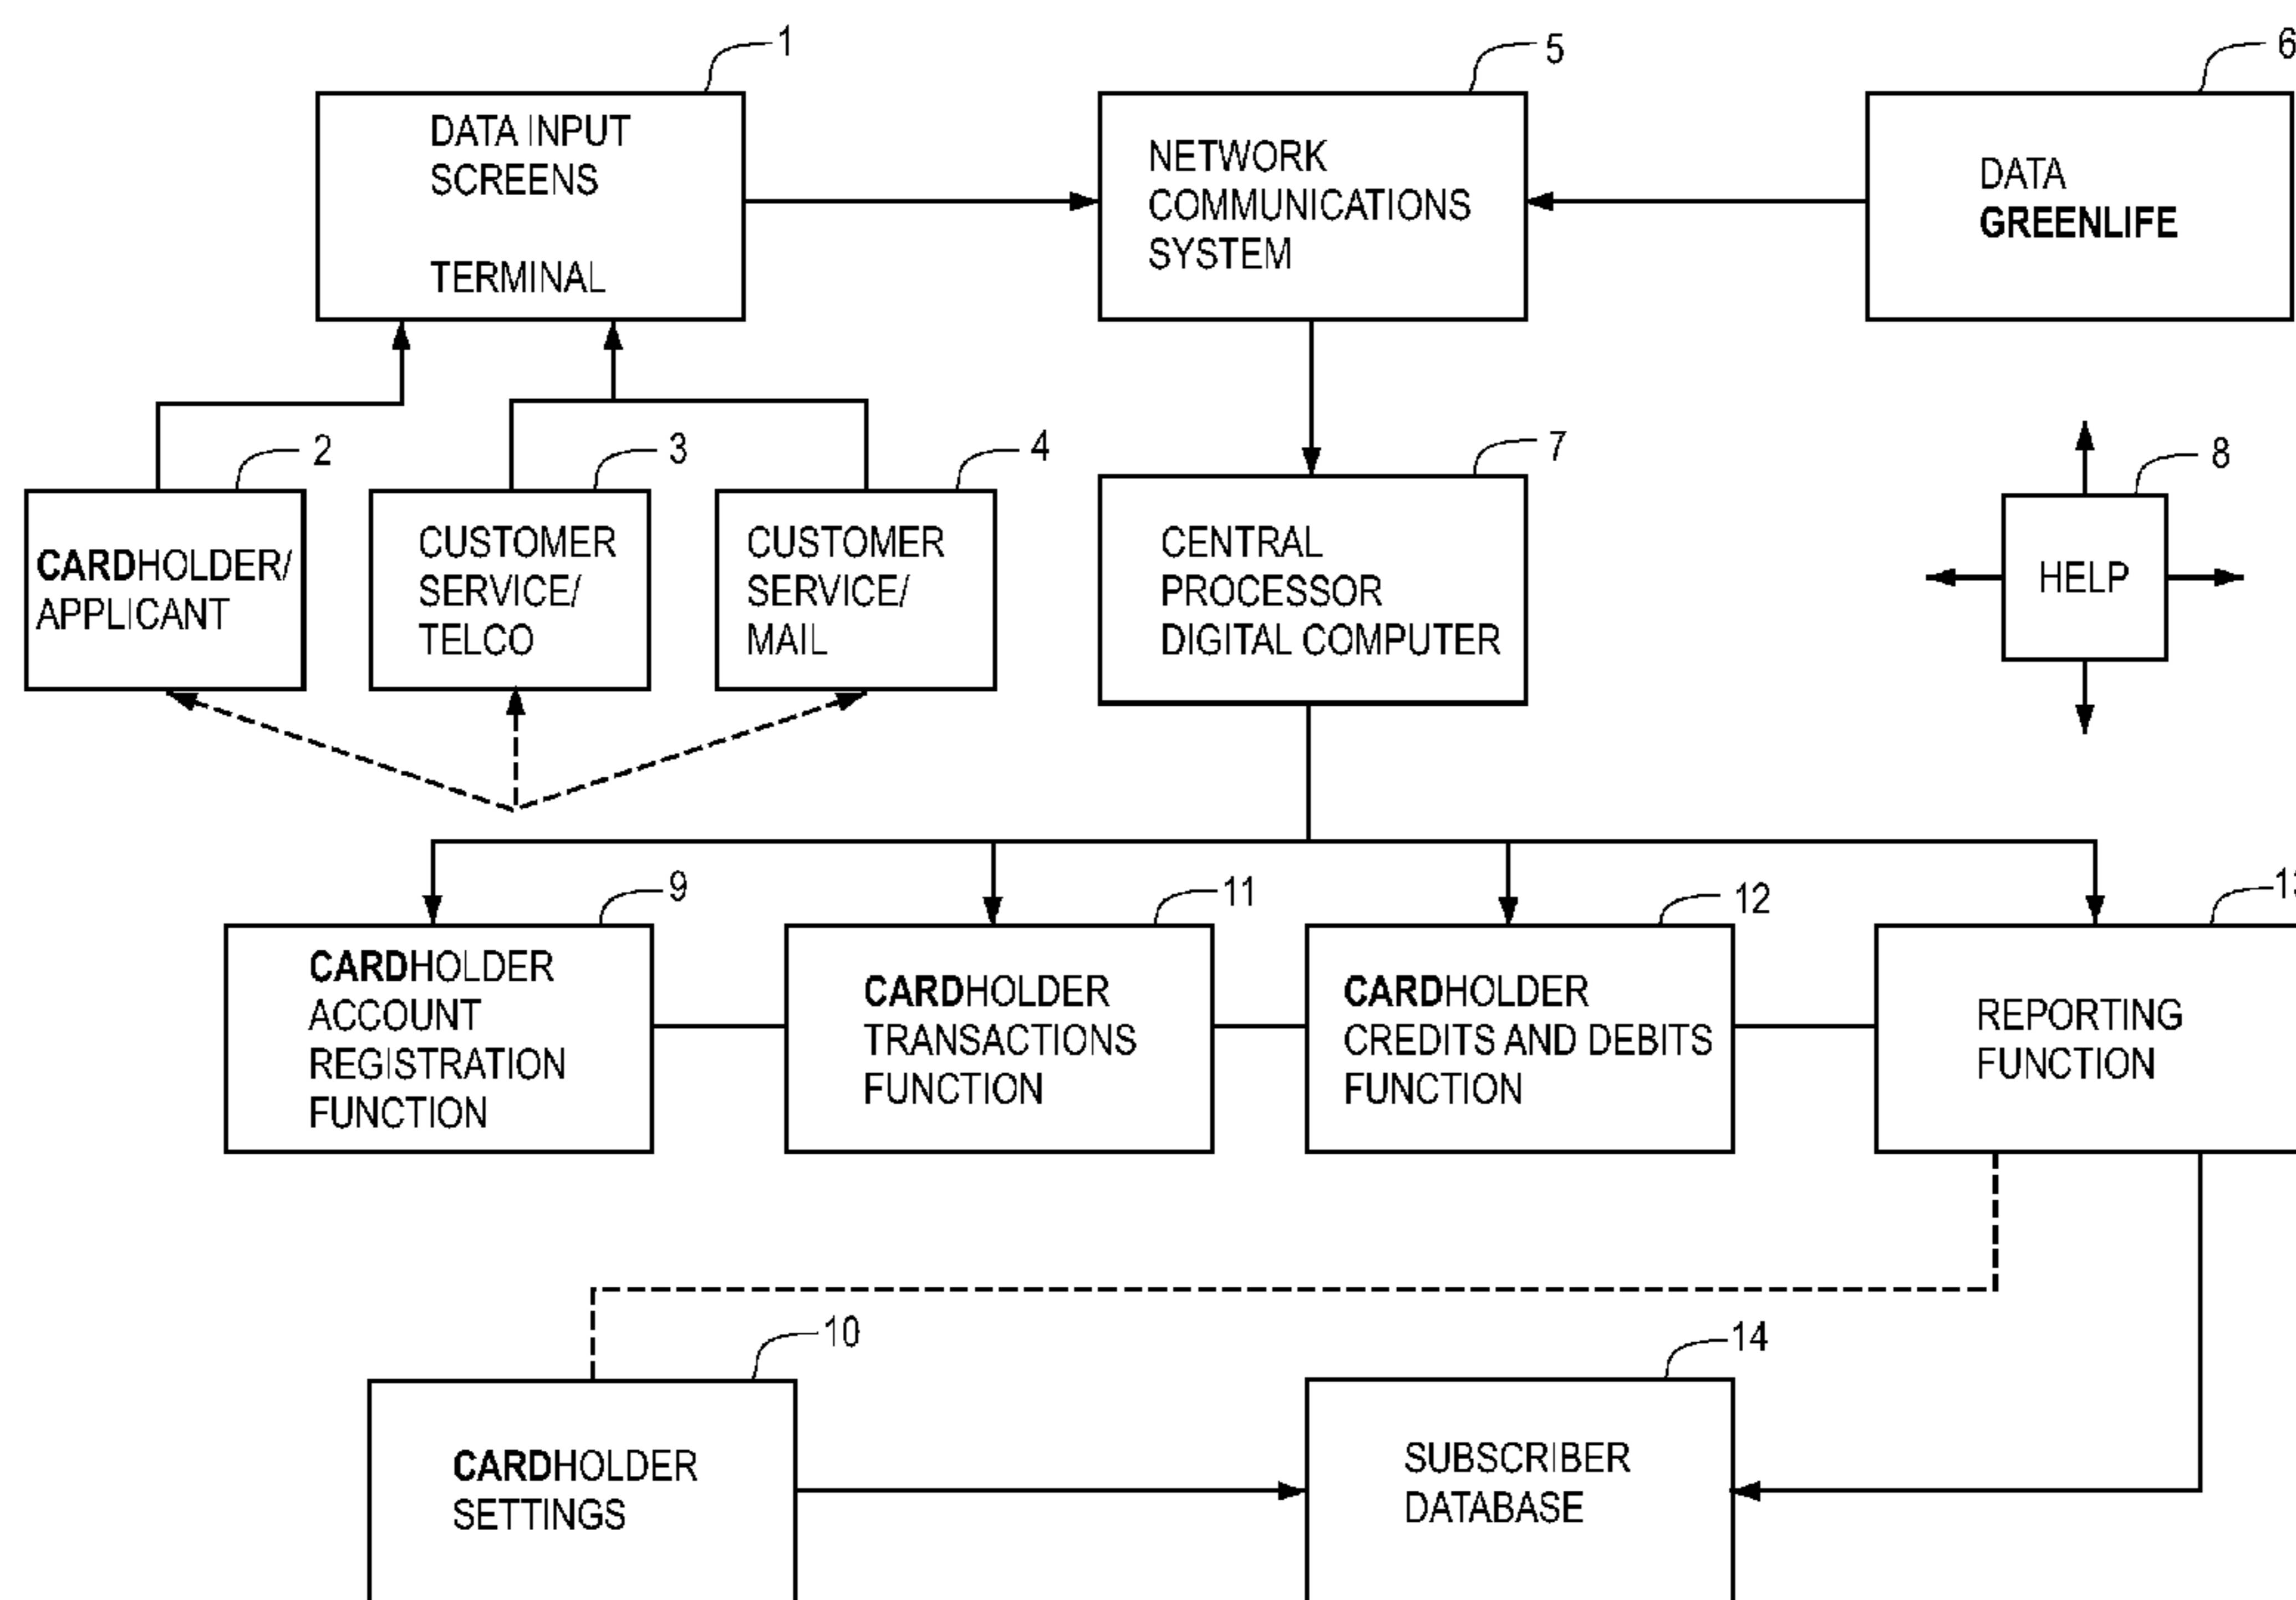 1
5
6
DATA INPUT
SCREENS
TERMINAL
NETWORK
COMMUNICATIONS
SYSTEM
DATA
GREENLIFE
2
3
4
7
8
CARDHOLDER/
APPLICANT
CUSTOMER
SERVICE/
TELCO
CUSTOMER
SERVICE/
MAIL
CENTRAL
PROCESSOR
DIGITAL COMPUTER
HELP
9
11
12
CARDHOLDER
ACCOUNT
REGISTRATION
FUNCTION
CARDHOLDER
TRANSACTIONS
FUNCTION
CARDHOLDER
CREDITS AND DEBITS
FUNCTION
REPORTING
FUNCTION
10
14
CARDHOLDER
SETTINGS
SUBSCRIBER
DATABASE